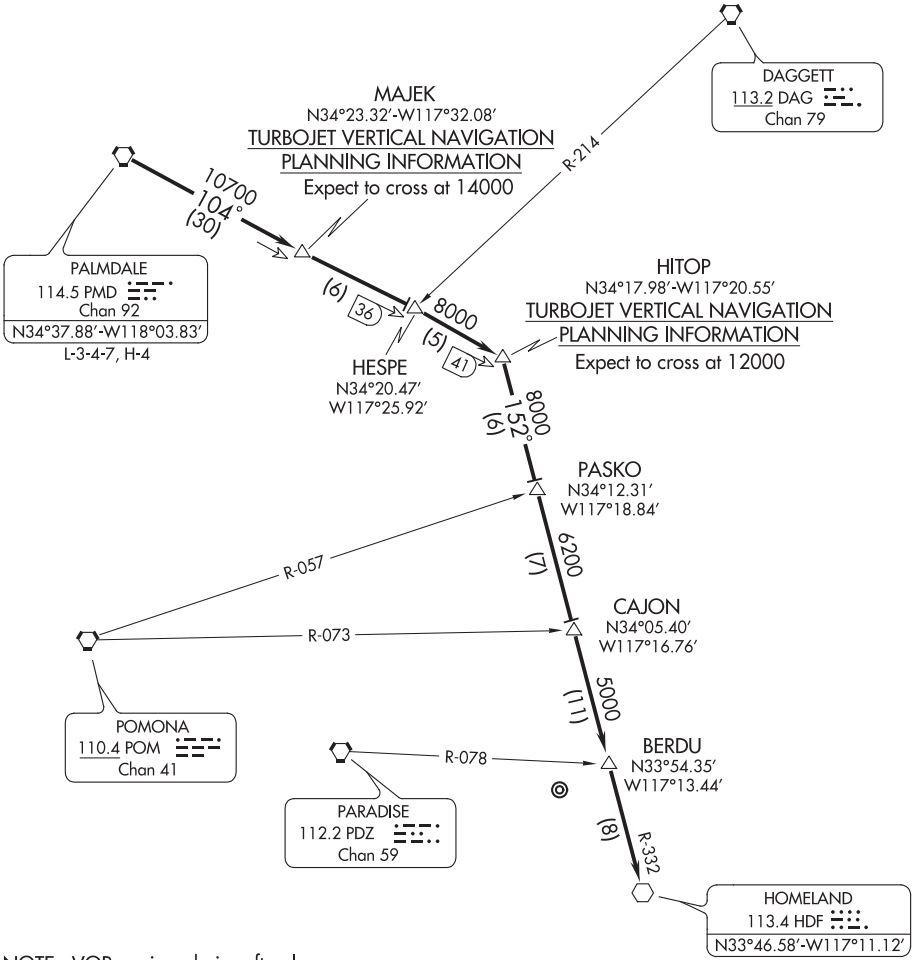 DAGGETT
113.2 DAG
Chan 79
MAJEK
N34°23.32′-W117°32.08′
TURBOJET VERTICAL NAVIGATION
PLANNING INFORMATION
Expect to cross at 14000
R-214
10700
104°
(30)
PALMDALE
114.5 PMD
Chan 92
N34°37.88′-W118°03.83′
L-3-4-7, H-4
HITOP
N34°17.98′-W117°20.55′
TURBOJET VERTICAL NAVIGATION
PLANNING INFORMATION
Expect to cross at 12000
(6)
36
8000
(5)
41
HESPE
N34°20.47′
W117°25.92′
8000
152°
(6)
PASKO
N34°12.31′
W117°18.84′
R-057
6200
(7)
CAJON
N34°05.40′
W117°16.76′
R-073
5000
(11)
POMONA
110.4 POM
Chan 41
BERDU
N33°54.35′
W117°13.44′
R-078
PARADISE
112.2 PDZ
Chan 59
(8)
R-332
HOMELAND
113.4 HDF
N33°46.58′-W117°11.12′